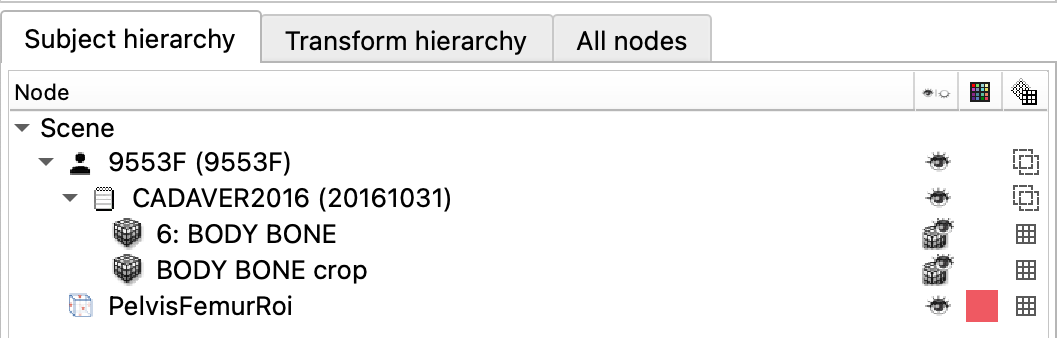 Subject hierarchy Transform hierarchy All nodes
Node
Scene
9553F (9553F)
CADAVER2016 (20161031)
6: BODY BONE
BODY BONE crop
PelvisFemurRoi